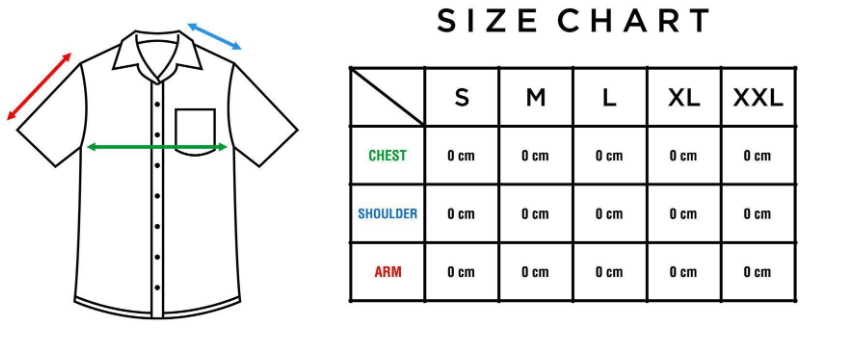 SIZE CHART
S M L XL XXL
CHEST 0 cm 0 cm 0 cm 0 cm 0 cm
SHOULDER 0 cm 0 cm 0 cm 0 cm 0 cm
ARM 0 cm 0 cm 0 cm 0 cm 0 cm